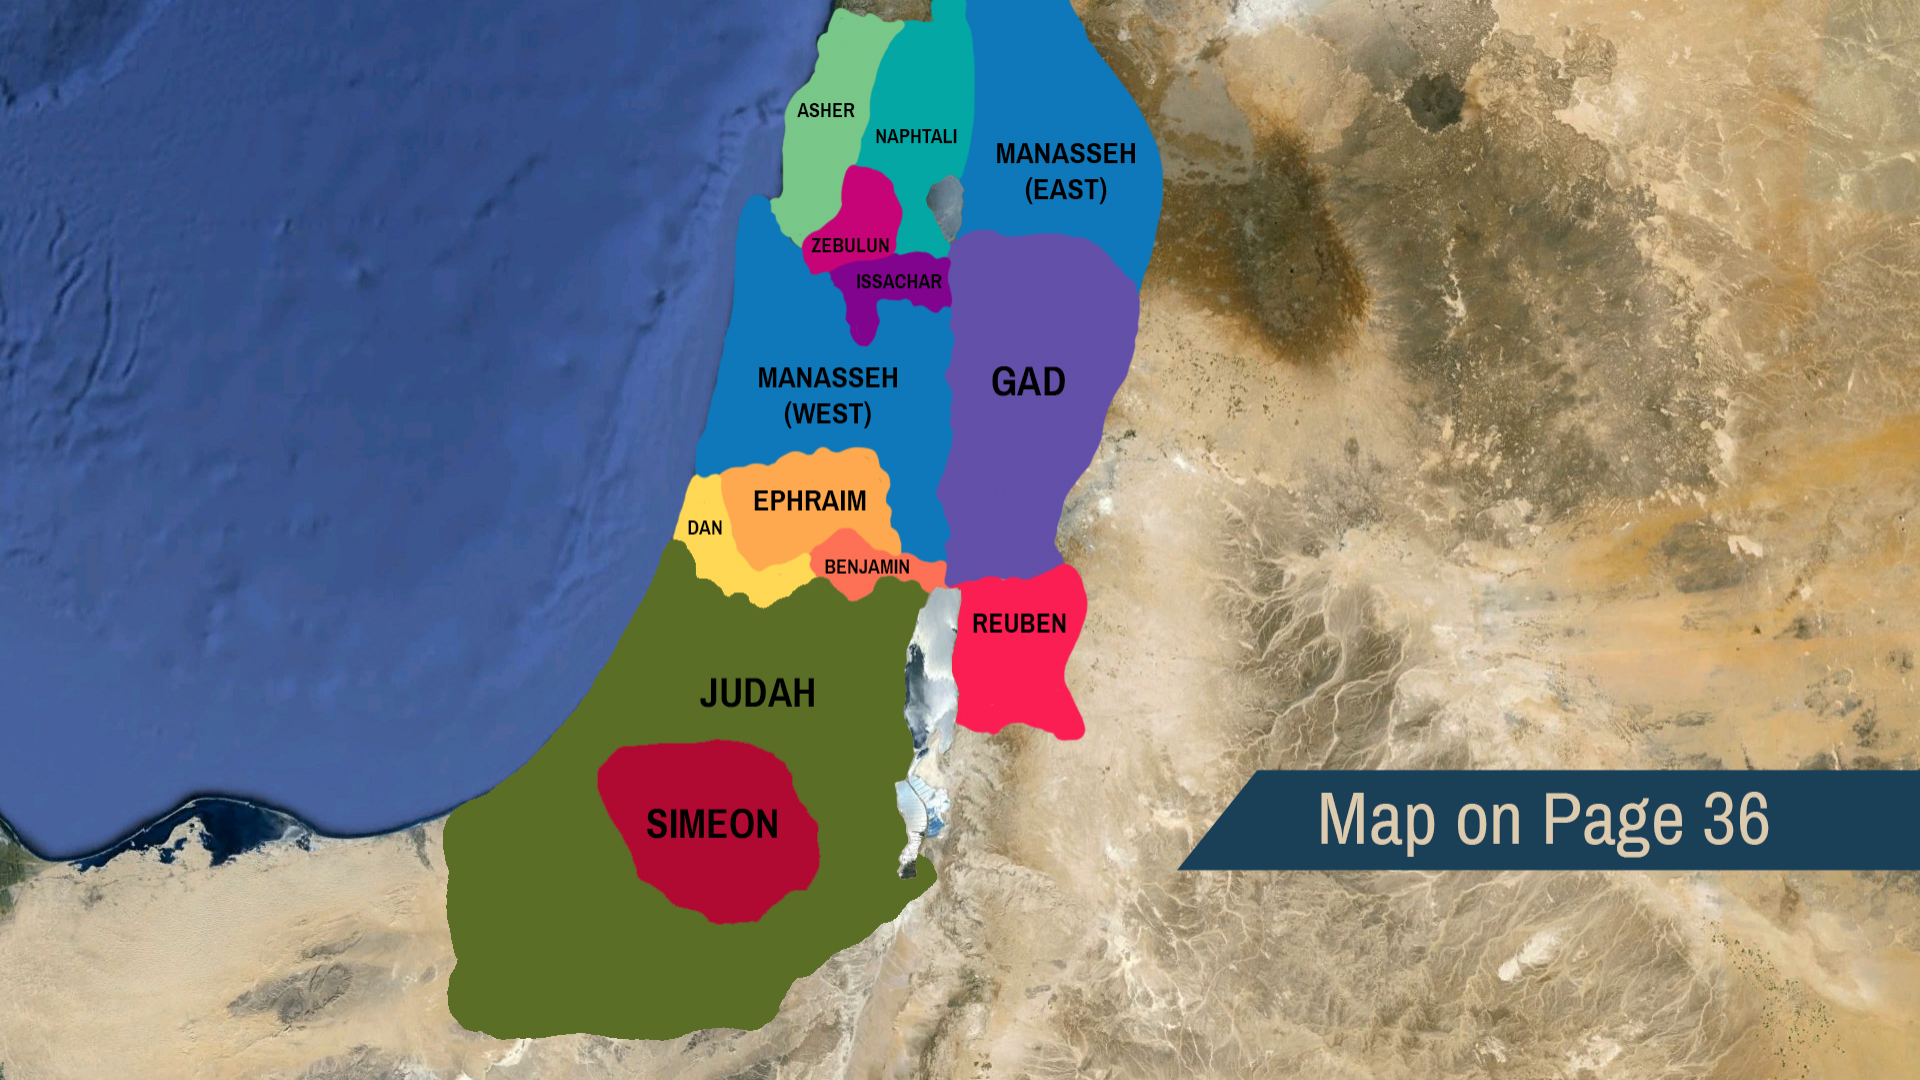 ASHER
NAPHTALI
MANASSEH
(EAST)
ZEBULUN
ISSACHAR
MANASSEH
(WEST)
GAD
EPHRAIM
DAN
BENJAMIN
REUBEN
JUDAH
SIMEON
Map on Page 36